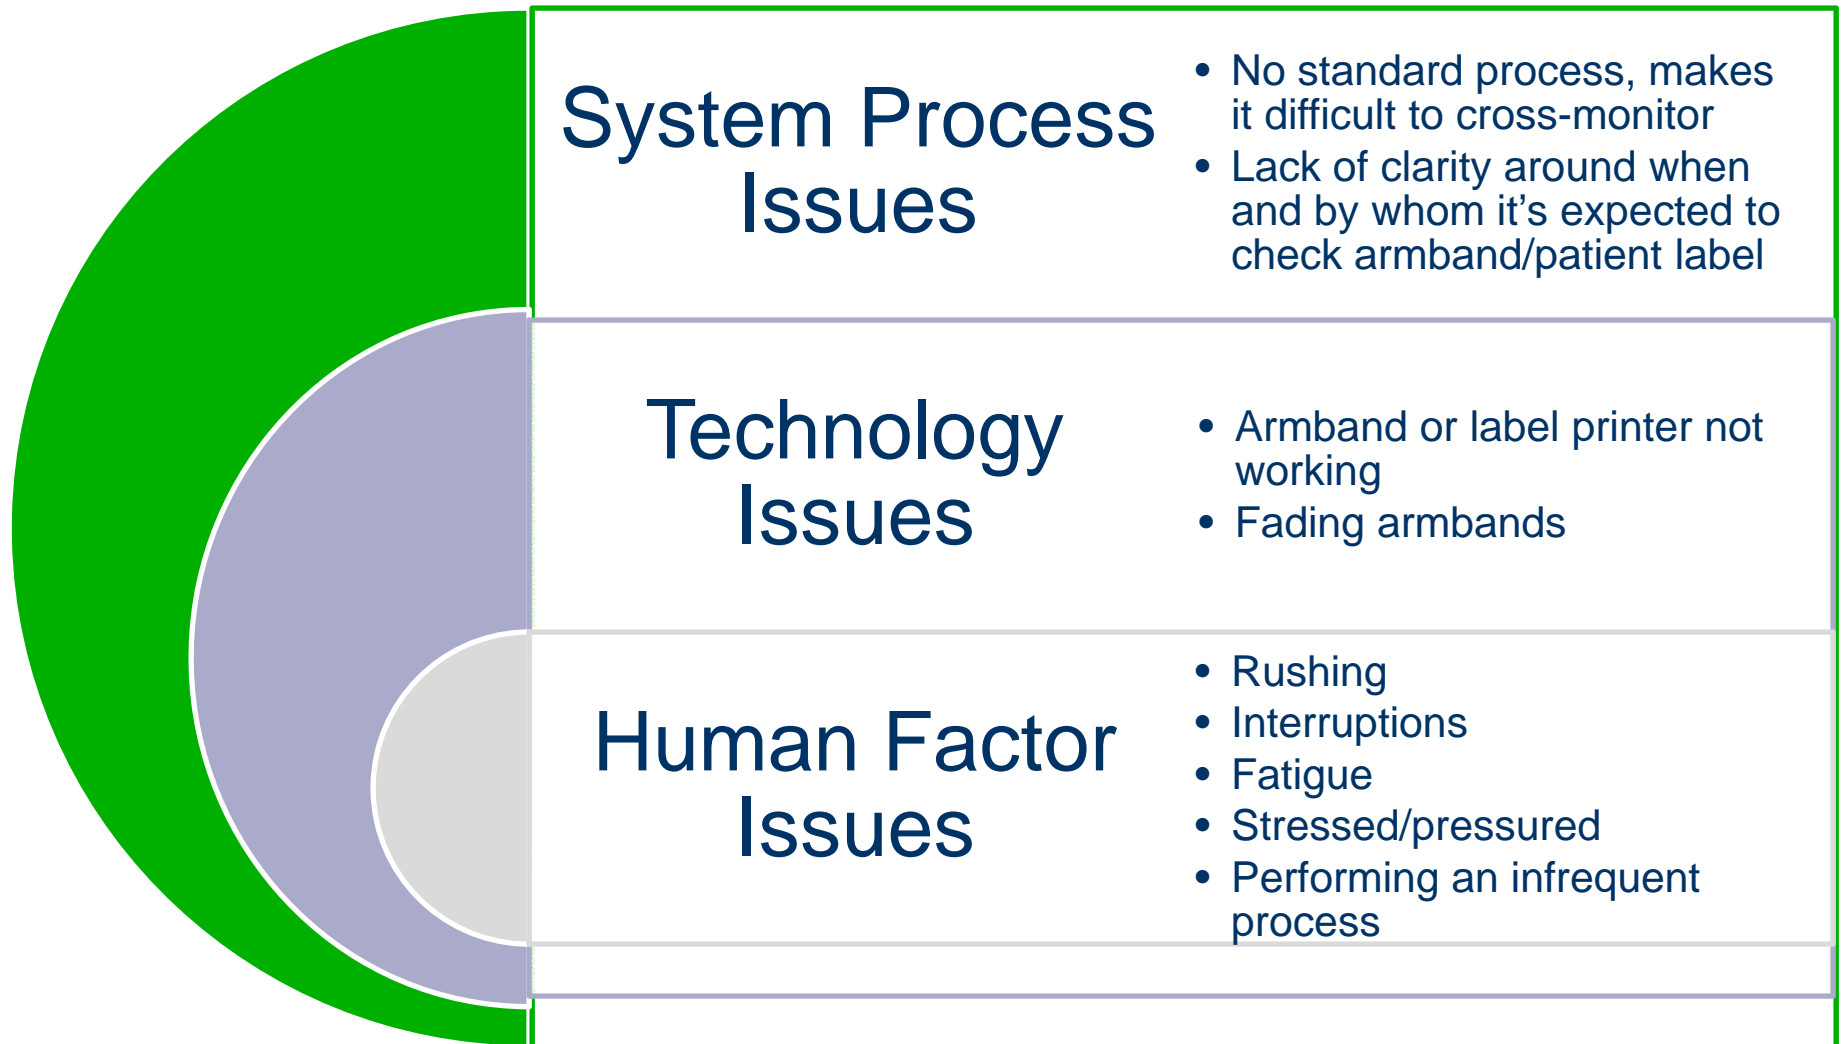 System Process
Issues
• No standard process, makes
it difficult to cross-monitor
• Lack of clarity around when
and by whom it’s expected to
check armband/patient label
Technology
Issues
• Armband or label printer not
working
• Fading armbands
Human Factor
Issues
• Rushing
• Interruptions
• Fatigue
• Stressed/pressured
• Performing an infrequent
process